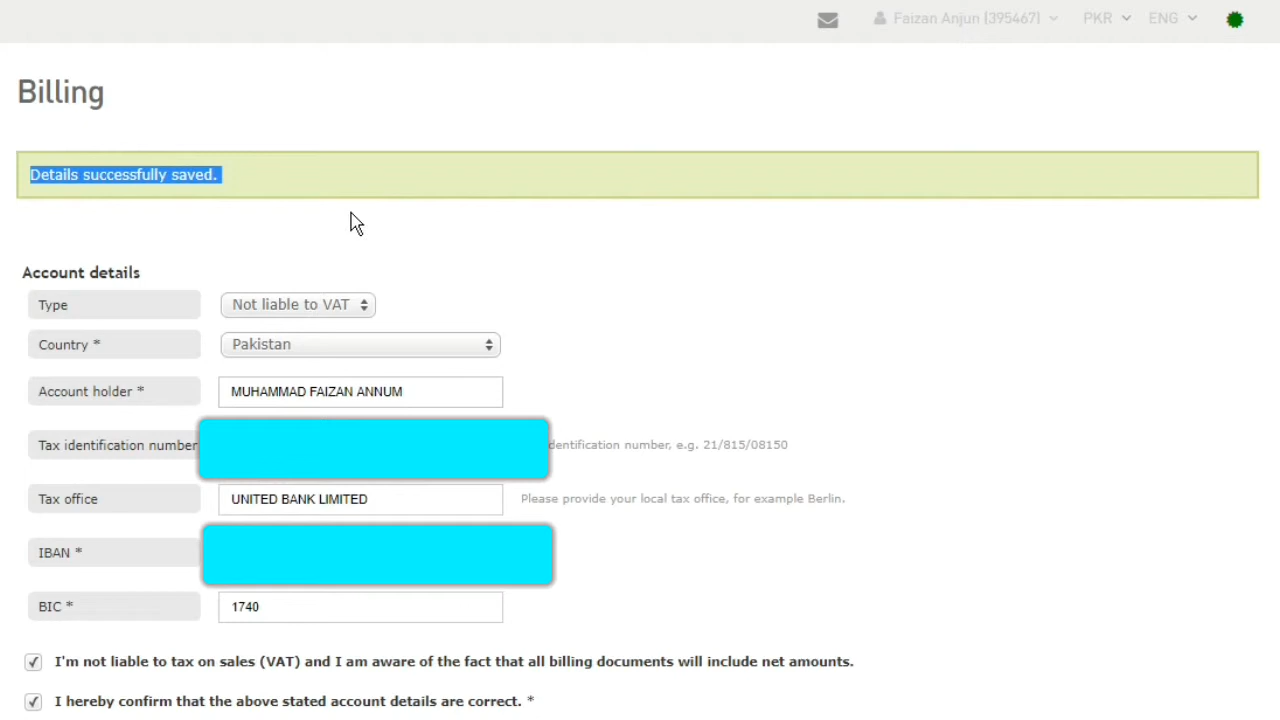 Faizan Anjun (395467) PKR ENG
Billing
Details successfully saved.
Account details
Type Not liable to VAT
Country * Pakistan
Account holder * MUHAMMAD FAIZAN ANNUM
Tax identification number dentification number, e.g. 21/815/08150
Tax office UNITED BANK LIMITED Please provide your local tax office, for example Berlin.
IBAN *
BIC * 1740
I'm not liable to tax on sales (VAT) and I am aware of the fact that all billing documents will include net amounts.
I hereby confirm that the above stated account details are correct. *